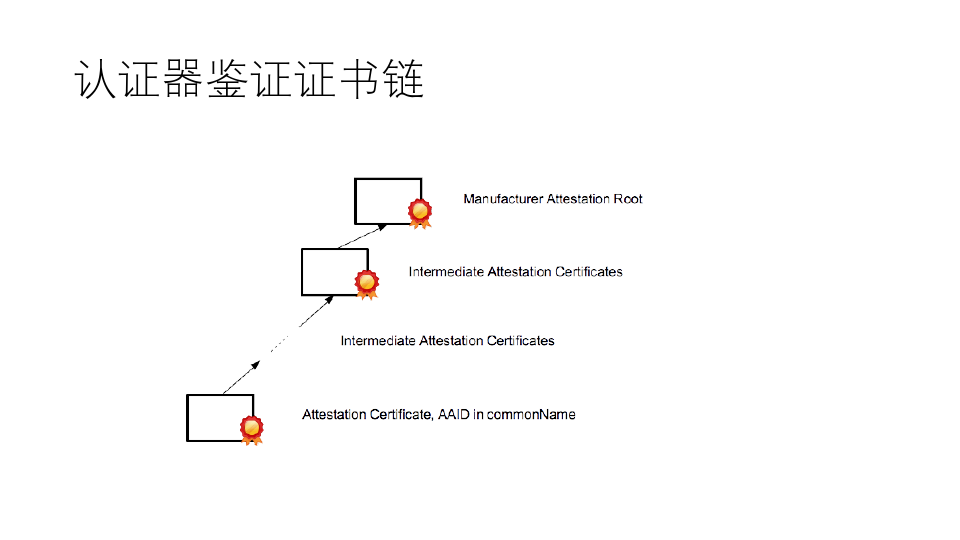 认证器鉴证证书链
Manufacturer Attestation Root
Intermediate Attestation Certificates
Intermediate Attestation Certificates
Attestation Certificate, AAID in commonName